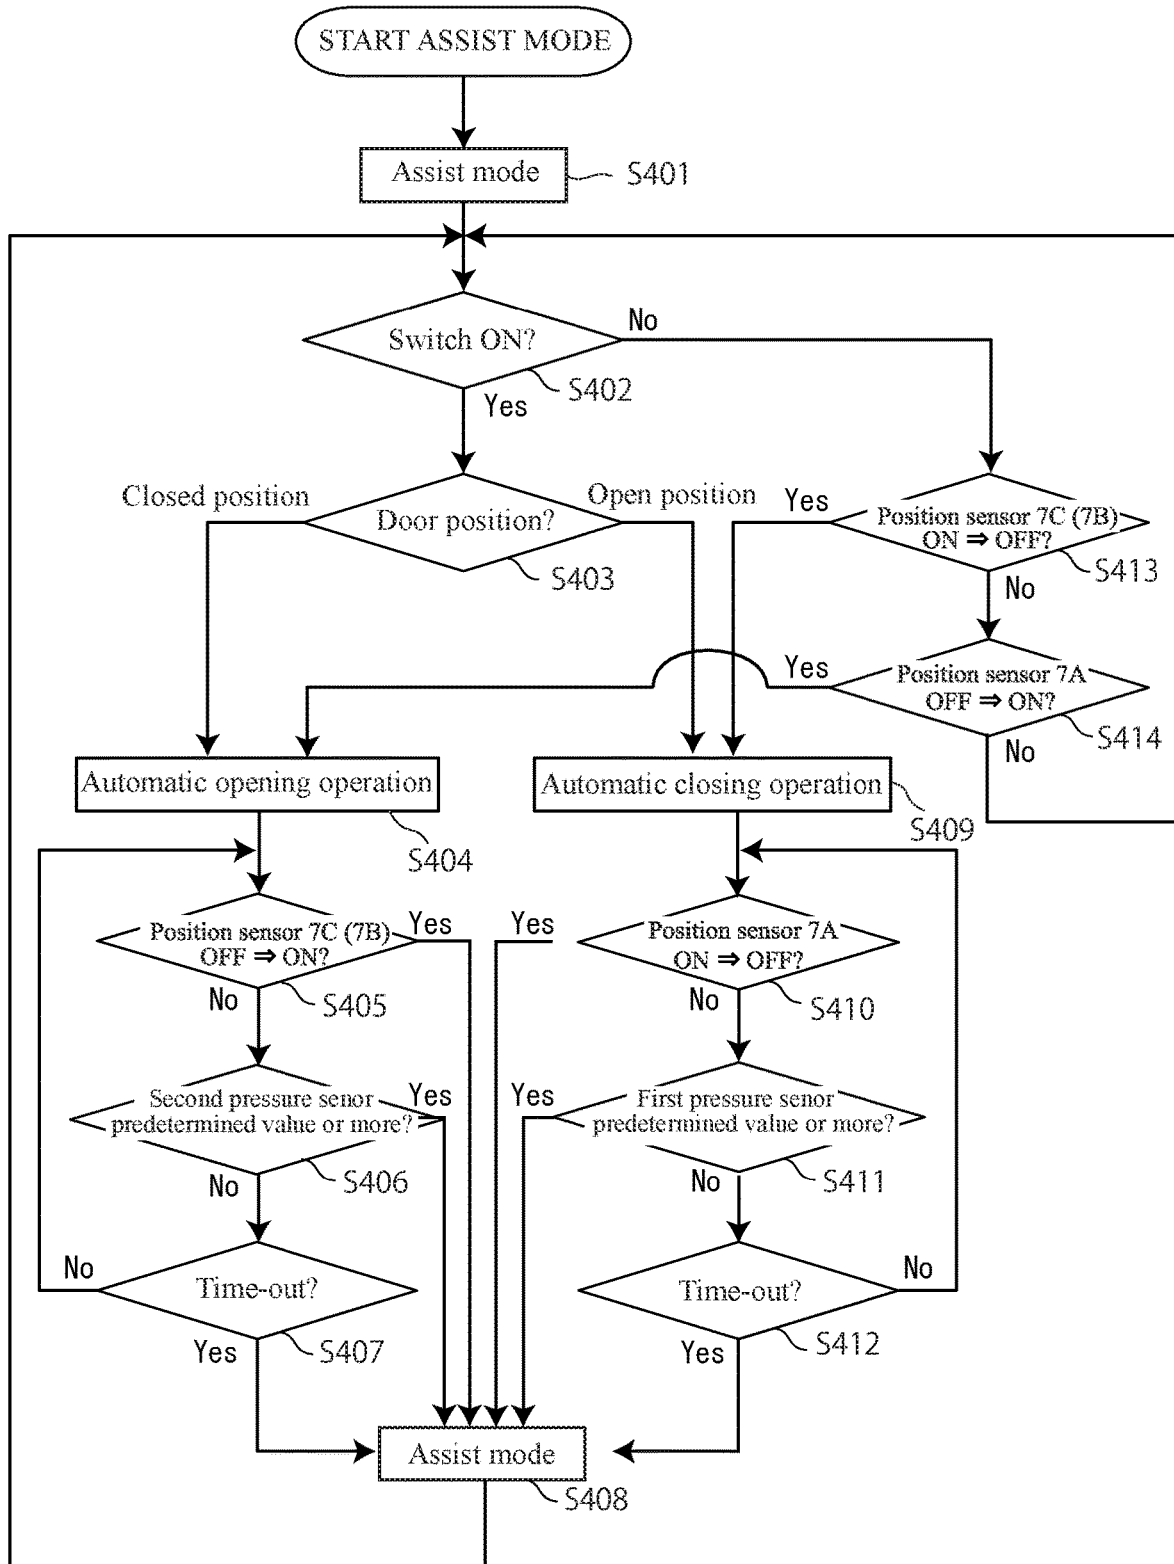 START ASSIST MODE
Assist mode
S401
Switch ON?
No
S402
Yes
Closed position
Door position?
Open position
S403
Yes
Position sensor 7C (7B)
ON ⇒ OFF?
S413
No
Yes
Position sensor 7A
OFF ⇒ ON?
S414
No
Automatic opening operation
S404
Automatic closing operation
S409
Position sensor 7C (7B)
OFF ⇒ ON?
Yes
No
S405
Yes
Position sensor 7A
ON ⇒ OFF?
No
S410
Second pressure senor
predetermined value or more?
Yes
No
S406
Yes
First pressure senor
predetermined value or more?
No
S411
No
Time-out?
Yes
S407
Time-out?
No
Yes
S412
Assist mode
S408